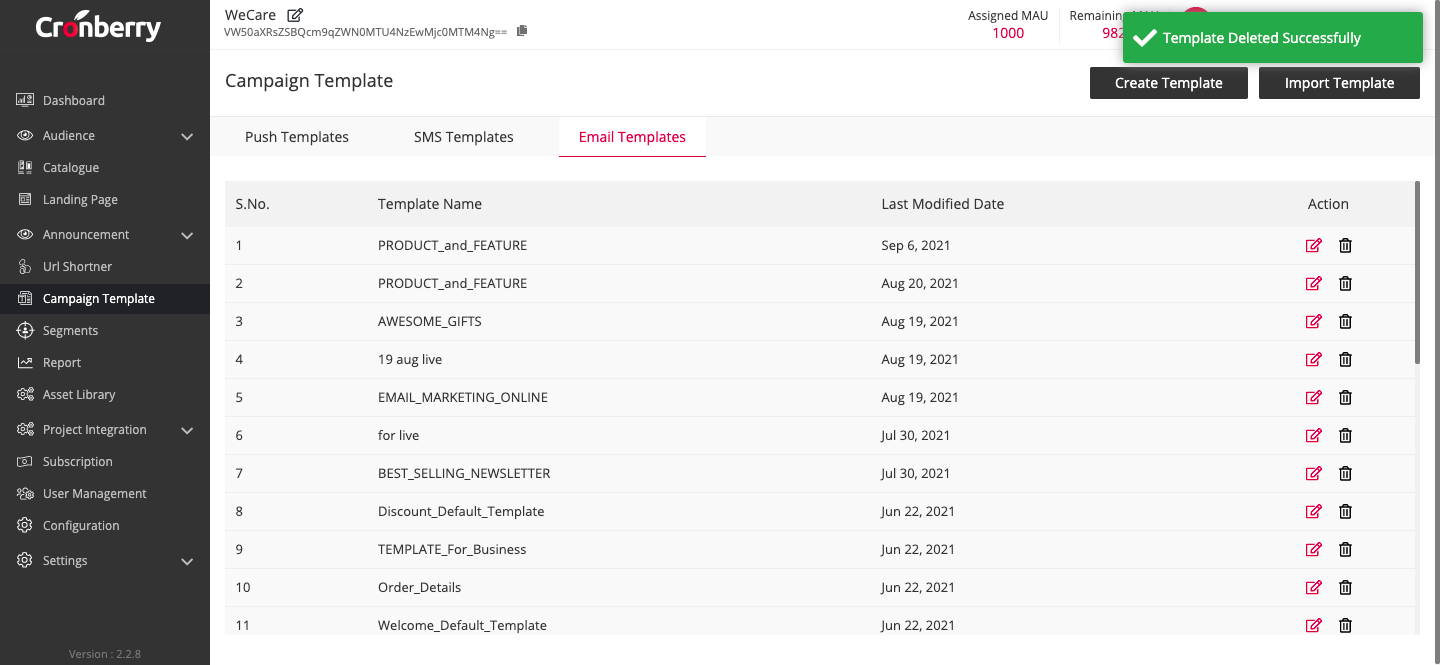 Cronberry
WeCare
VW50aXRsZSBQcm9qZWN0MTU4NzEwMjc0MTM4Ng==
Assigned MAU
1000
Remaining
982
Template Deleted Successfully
Campaign Template
Create Template
Import Template
Push Templates
SMS Templates
Email Templates
Dashboard
Audience
Catalogue
Landing Page
Announcement
Url Shortner
Campaign Template
Segments
Report
Asset Library
Project Integration
Subscription
User Management
Configuration
Settings
Version : 2.2.8
S.No. Template Name Last Modified Date Action
1 PRODUCT_and_FEATURE Sep 6, 2021
2 PRODUCT_and_FEATURE Aug 20, 2021
3 AWESOME_GIFTS Aug 19, 2021
4 19 aug live Aug 19, 2021
5 EMAIL_MARKETING_ONLINE Aug 19, 2021
6 for live Jul 30, 2021
7 BEST_SELLING_NEWSLETTER Jul 30, 2021
8 Discount_Default_Template Jun 22, 2021
9 TEMPLATE_For_Business Jun 22, 2021
10 Order_Details Jun 22, 2021
11 Welcome_Default_Template Jun 22, 2021